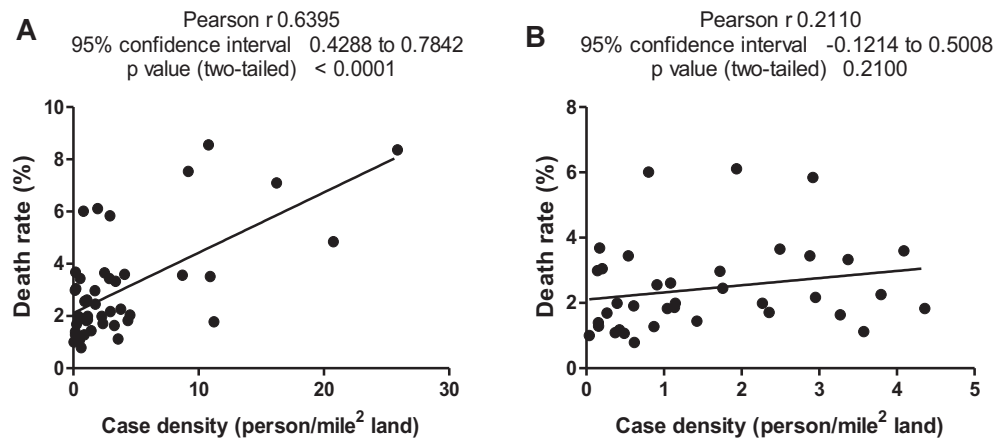 A
Pearson r 0.6395
95% confidence interval 0.4288 to 0.7842
p value (two-tailed) < 0.0001
Death rate (%)
10
8
6
4
2
0
0 10 20 30
Case density (person/mile² land)
B
Pearson r 0.2110
95% confidence interval -0.1214 to 0.5008
p value (two-tailed) 0.2100
Death rate (%)
8
6
4
2
0
0 1 2 3 4 5
Case density (person/mile² land)